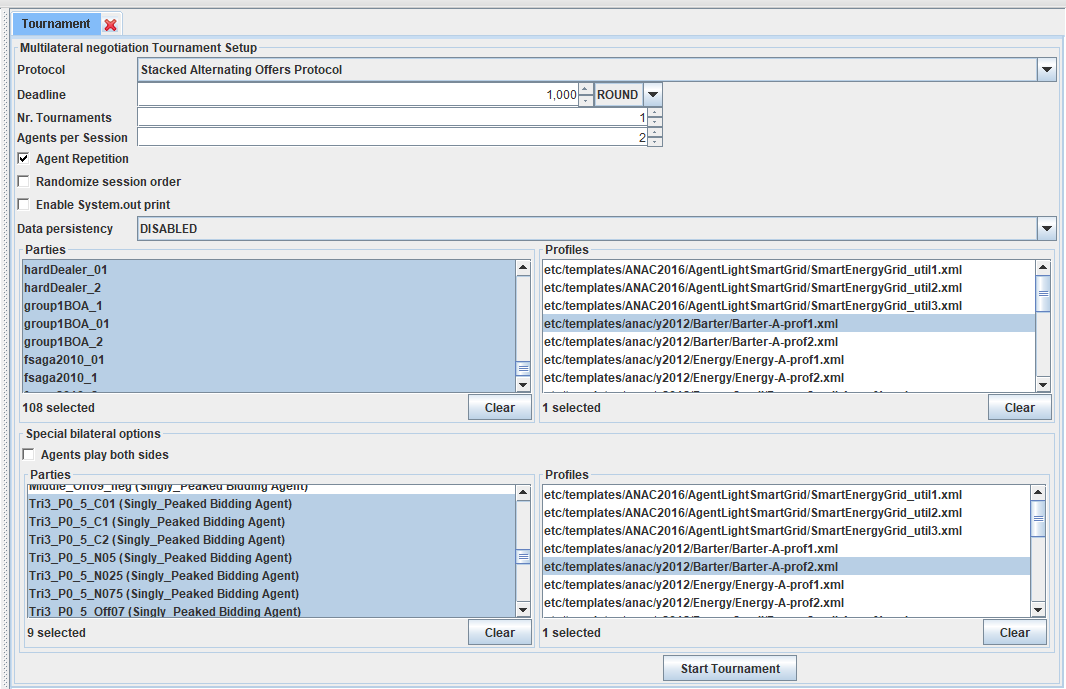 Tournament
Multilateral negotiation Tournament Setup
Protocol Stacked Alternating Offers Protocol
Deadline 1,000 ROUND
Nr. Tournaments 1
Agents per Session 2
Agent Repetition
Randomize session order
Enable System.out print
Data persistency DISABLED
Parties
hardDealer_01
hardDealer_2
group1BOA_1
group1BOA_01
group1BOA_2
fsaga2010_01
fsaga2010_1
108 selected
Clear
Profiles
etc/templates/ANAC2016/AgentLightSmartGrid/SmartEnergyGrid_util1.xml
etc/templates/ANAC2016/AgentLightSmartGrid/SmartEnergyGrid_util2.xml
etc/templates/ANAC2016/AgentLightSmartGrid/SmartEnergyGrid_util3.xml
etc/templates/anac/y2012/Barter/Barter-A-prof1.xml
etc/templates/anac/y2012/Barter/Barter-A-prof2.xml
etc/templates/anac/y2012/Energy/Energy-A-prof1.xml
etc/templates/anac/y2012/Energy/Energy-A-prof2.xml
1 selected
Clear
Special bilateral options
Agents play both sides
Parties
Middle_Off09_neg (Singly_Peaked Bidding Agent)
Tri3_P0_5_C01 (Singly_Peaked Bidding Agent)
Tri3_P0_5_C1 (Singly_Peaked Bidding Agent)
Tri3_P0_5_C2 (Singly_Peaked Bidding Agent)
Tri3_P0_5_N05 (Singly_Peaked Bidding Agent)
Tri3_P0_5_N025 (Singly_Peaked Bidding Agent)
Tri3_P0_5_N075 (Singly_Peaked Bidding Agent)
Tri3_P0_5_Off07 (Singly_Peaked Bidding Agent)
9 selected
Clear
Profiles
etc/templates/ANAC2016/AgentLightSmartGrid/SmartEnergyGrid_util1.xml
etc/templates/ANAC2016/AgentLightSmartGrid/SmartEnergyGrid_util2.xml
etc/templates/ANAC2016/AgentLightSmartGrid/SmartEnergyGrid_util3.xml
etc/templates/anac/y2012/Barter/Barter-A-prof1.xml
etc/templates/anac/y2012/Barter/Barter-A-prof2.xml
etc/templates/anac/y2012/Energy/Energy-A-prof1.xml
etc/templates/anac/y2012/Energy/Energy-A-prof2.xml
1 selected
Clear
Start Tournament